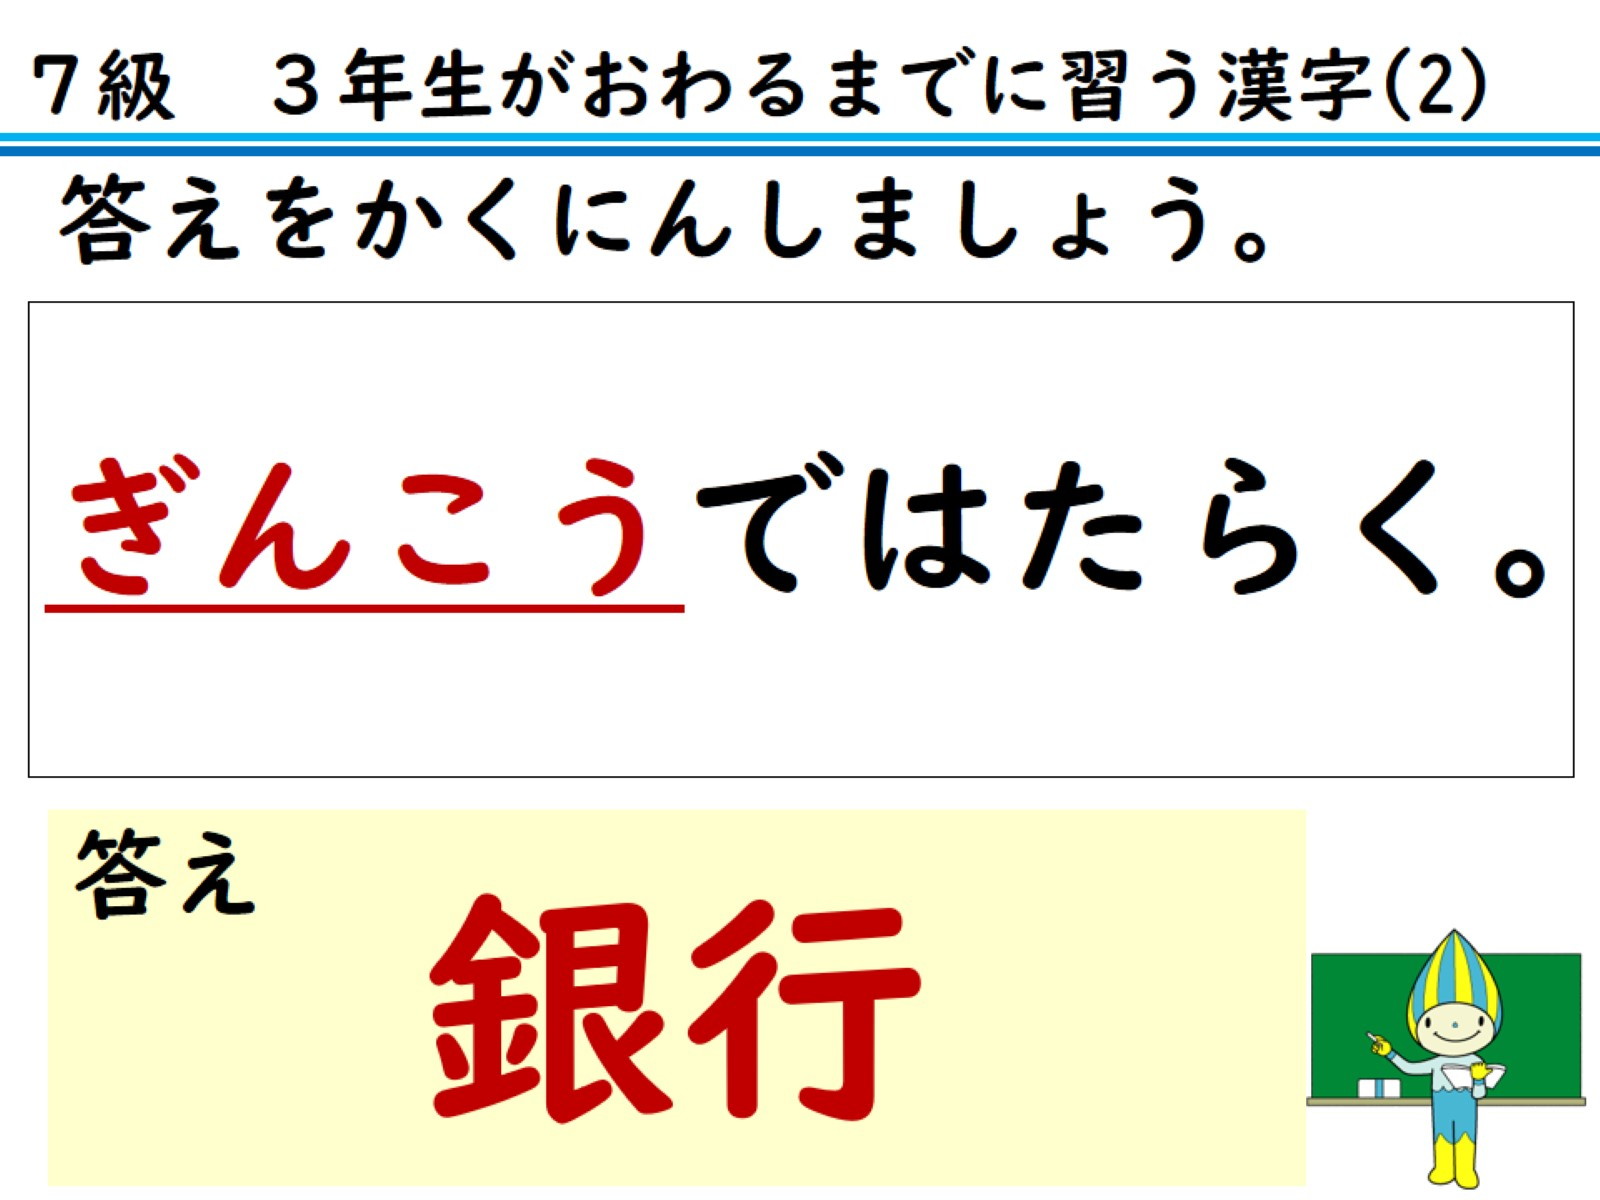 ７級　３年生がおわるまでに習う漢字(2)
答えをかくにんしましょう。
ぎんこうではたらく。
答え
銀行